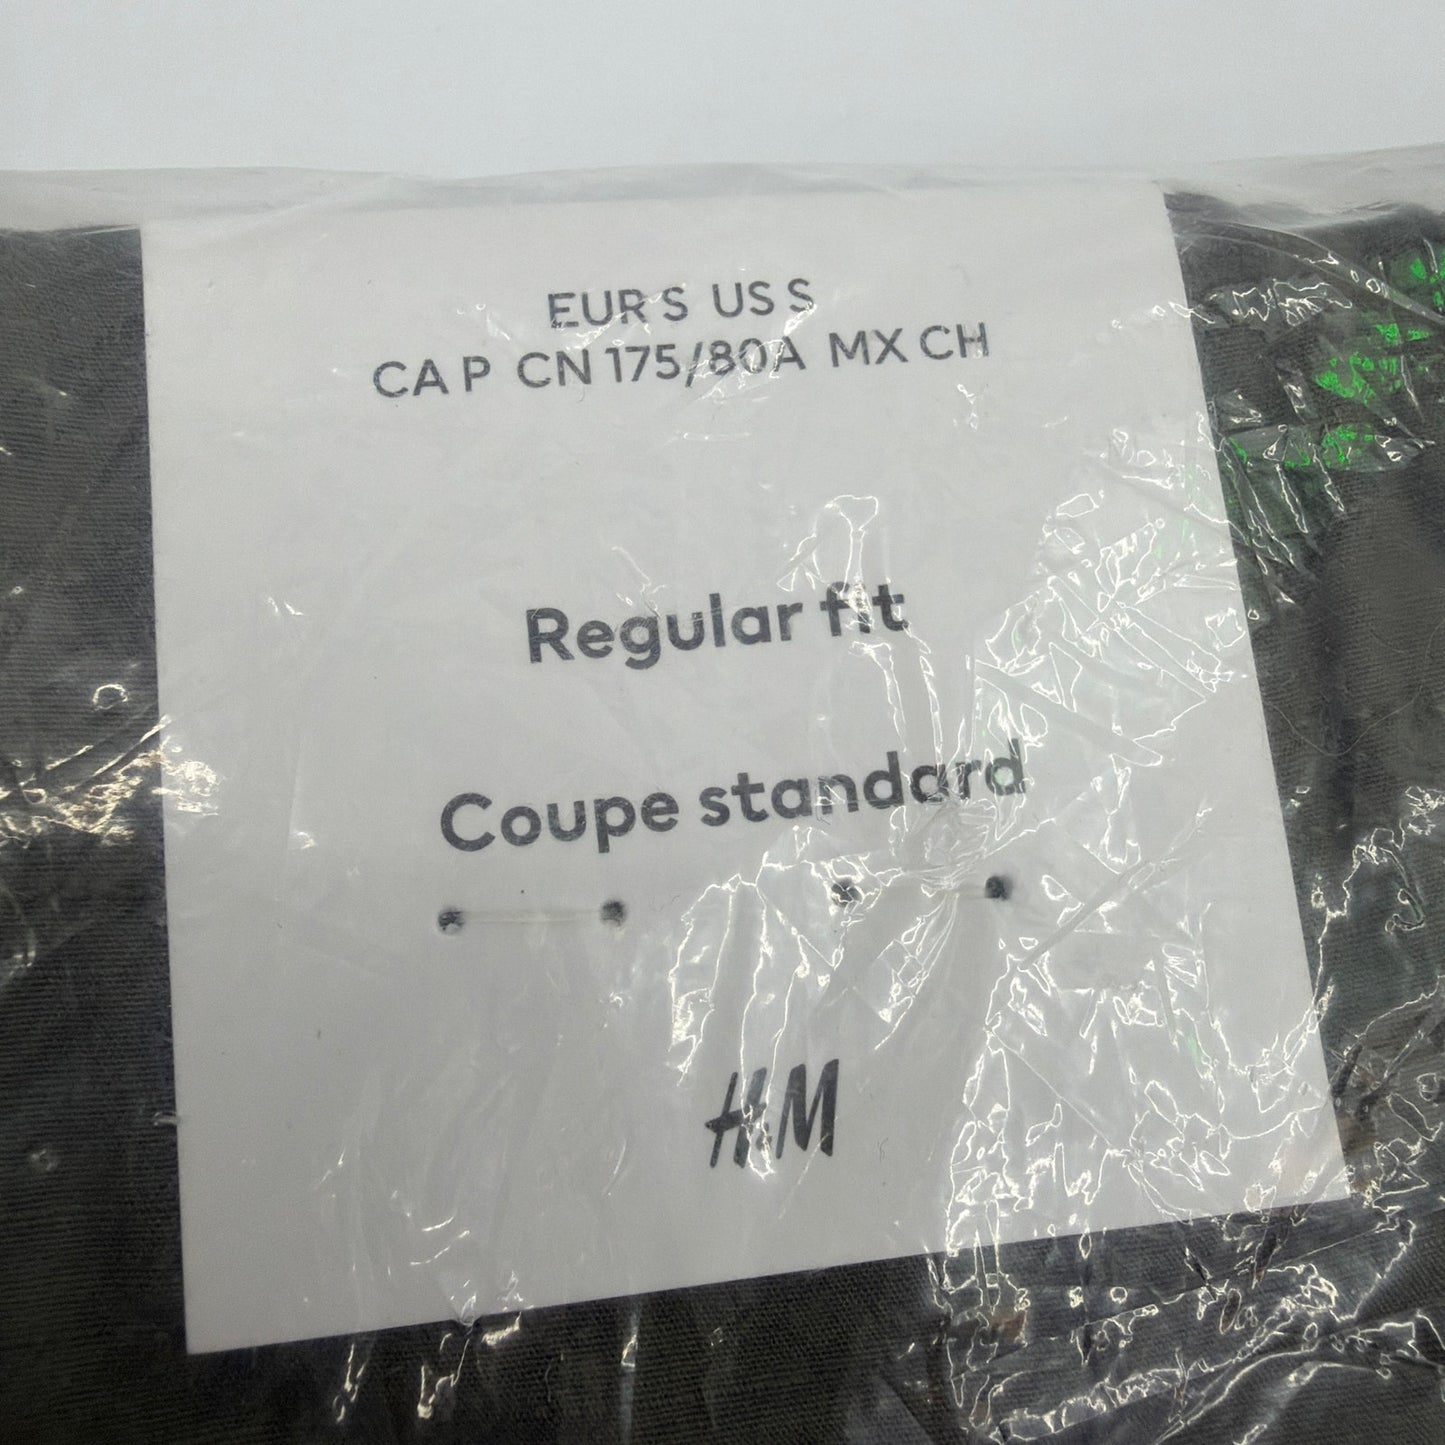 EUR S US S
CA P CN 175/80A MX CH
Regular fit
Coupe standard
H&M